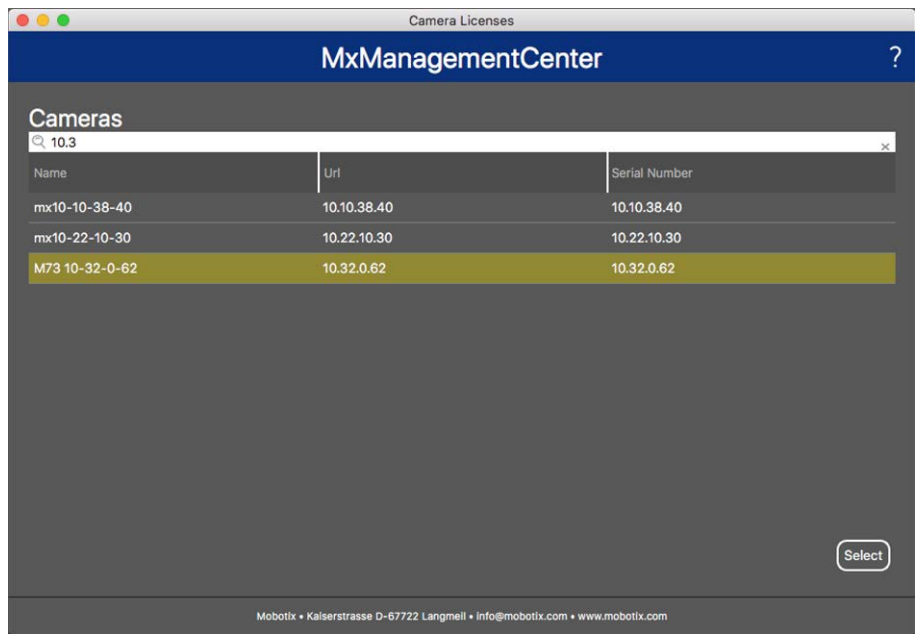 Camera Licenses
MxManagementCenter ?
Cameras
10.3 ×
Name Url Serial Number
mx10-10-38-40 10.10.38.40 10.10.38.40
mx10-22-10-30 10.22.10.30 10.22.10.30
M73 10-32-0-62 10.32.0.62 10.32.0.62
Select
Mobotix • Kaiserstrasse D-67722 Langmeil • info@mobotix.com • www.mobotix.com